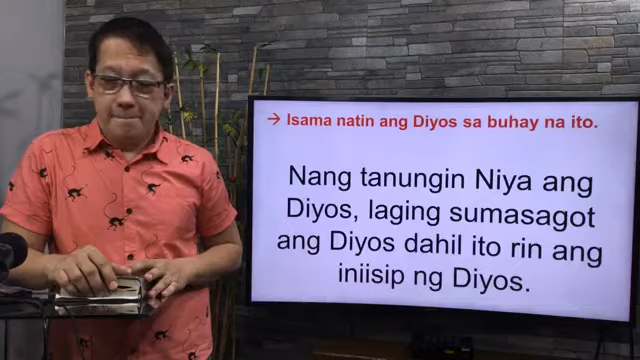 → Isama natin ang Diyos sa buhay na ito.
Nang tanungin Niya ang
Diyos, laging sumasagot
ang Diyos dahil ito rin ang
iniisip ng Diyos.